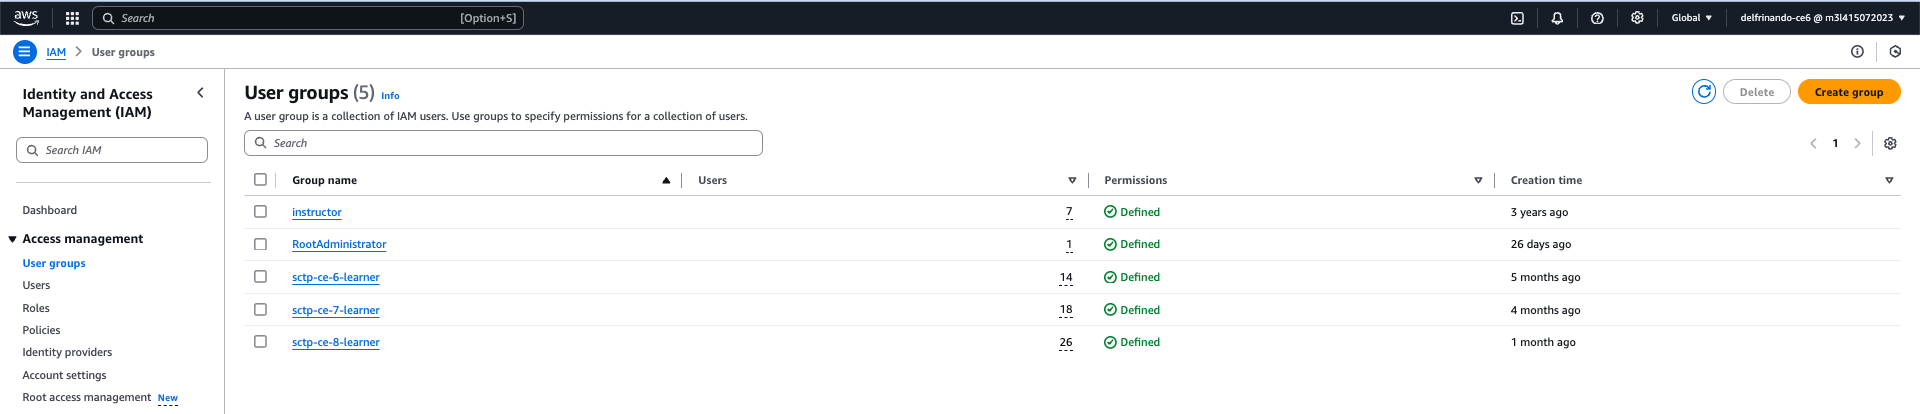 aws Search [Option+S] Global delfrinando-ce6 @ m3l415072023
IAM User groups
Identity and Access
Management (IAM)
Search IAM
Dashboard
Access management
User groups
Users
Roles
Policies
Identity providers
Account settings
Root access management New
User groups (5) Info
Delete Create group
A user group is a collection of IAM users. Use groups to specify permissions for a collection of users.
Search
1
Group name Users Permissions Creation time
instructor 7 Defined 3 years ago
RootAdministrator 1 Defined 26 days ago
sctp-ce-6-learner 14 Defined 5 months ago
sctp-ce-7-learner 18 Defined 4 months ago
sctp-ce-8-learner 26 Defined 1 month ago